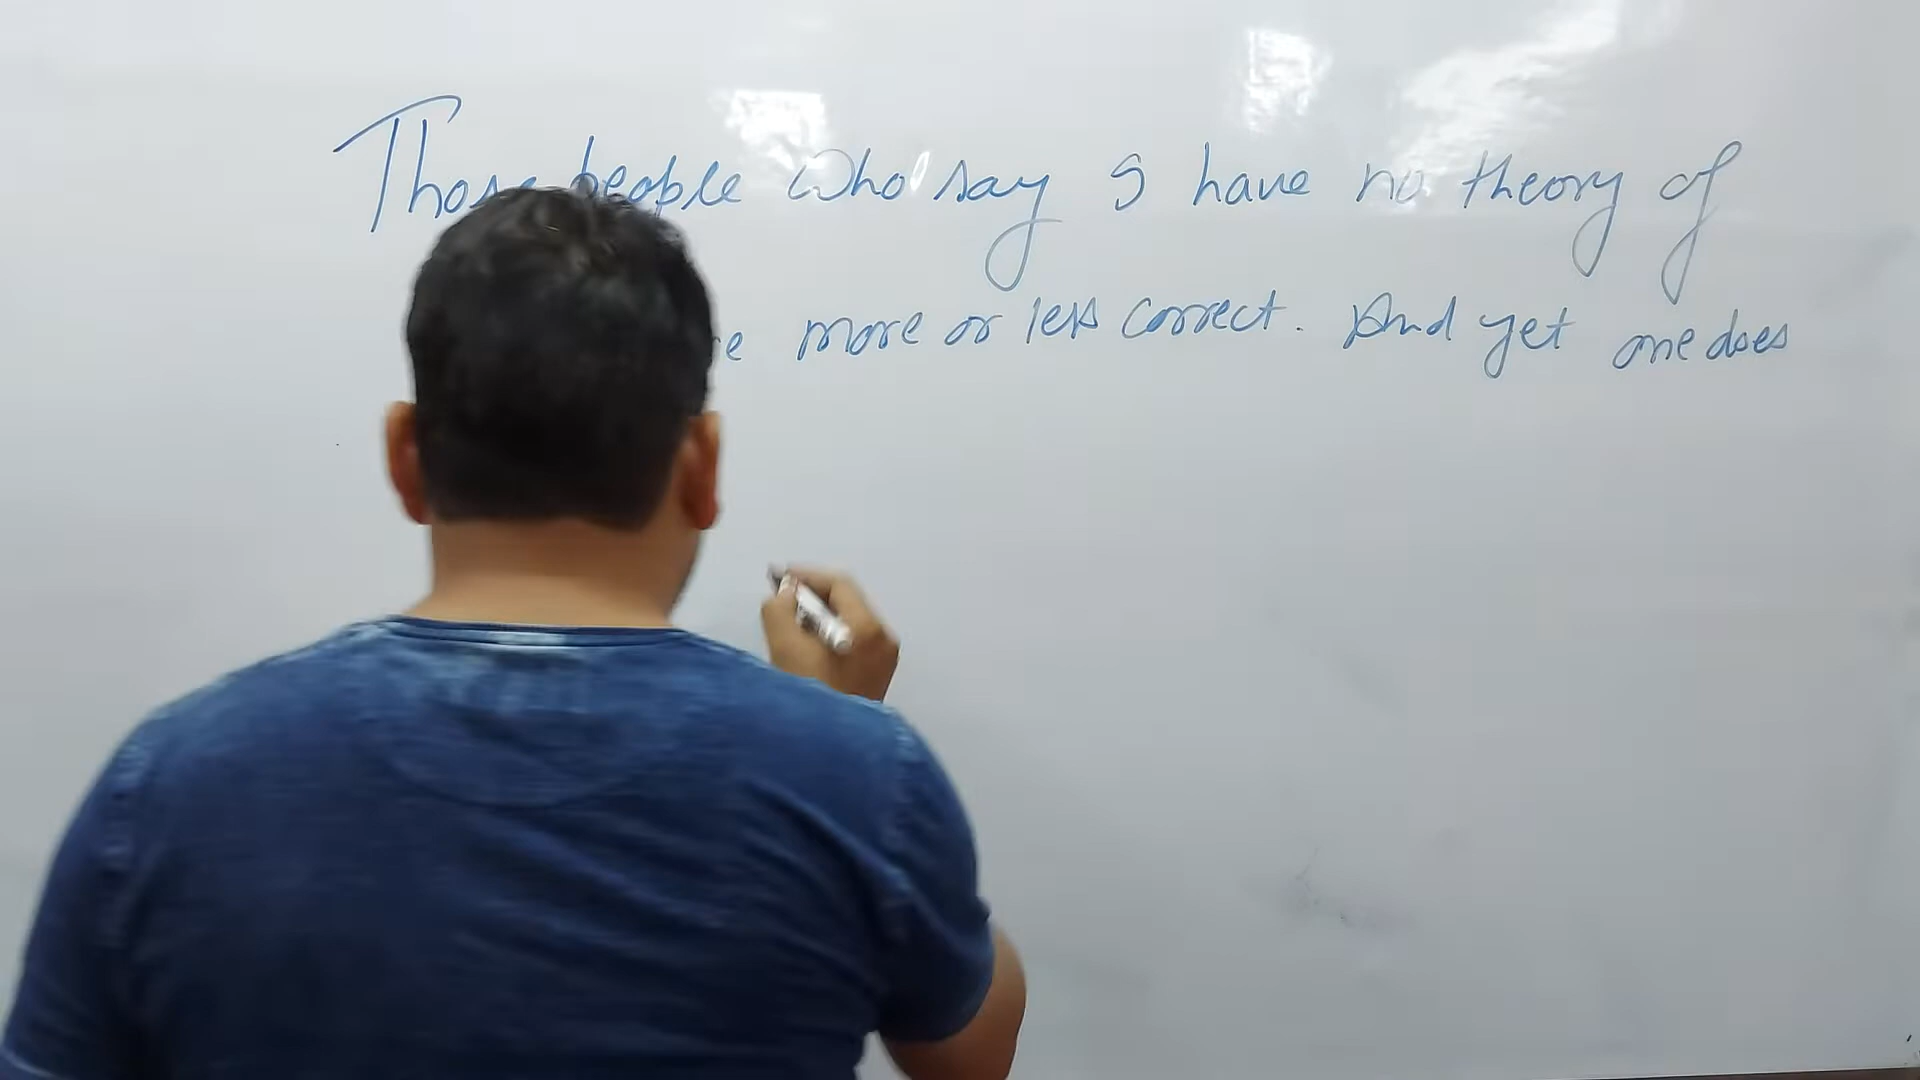 Those people who say I have no theory of
more or less correct. And yet one does